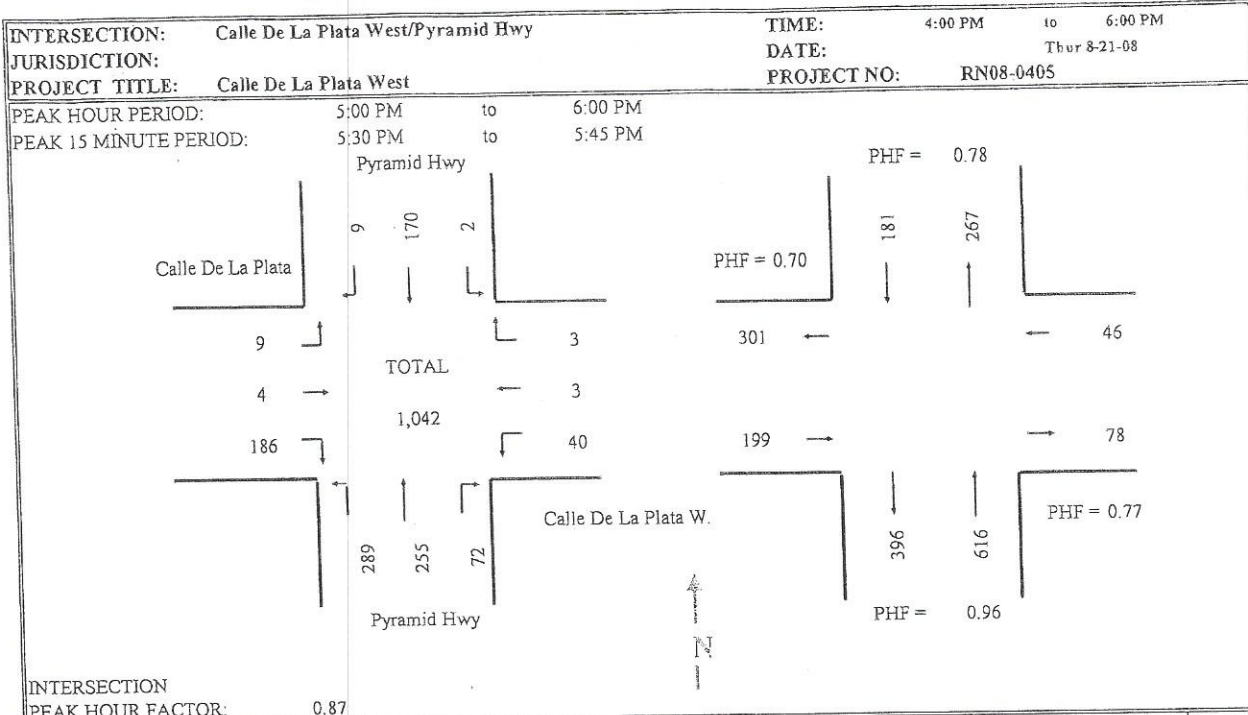 INTERSECTION: Calle De La Plata West/Pyramid Hwy TIME: 4:00 PM to 6:00 PM
JURISDICTION: DATE: Thur 8-21-08
PROJECT TITLE: Calle De La Plata West PROJECT NO: RN08-0405
PEAK HOUR PERIOD: 5:00 PM to 6:00 PM
PEAK 15 MINUTE PERIOD: 5:30 PM to 5:45 PM
Pyramid Hwy PHF = 0.78
9 170 2 181 267
Calle De La Plata PHF = 0.70
9 3 301 46
TOTAL
4 3
1,042
186 40 199 78
Calle De La Plata W. PHF = 0.77
289 255 72 396 616
Pyramid Hwy PHF = 0.96
N
INTERSECTION
PEAK HOUR FACTOR: 0.87